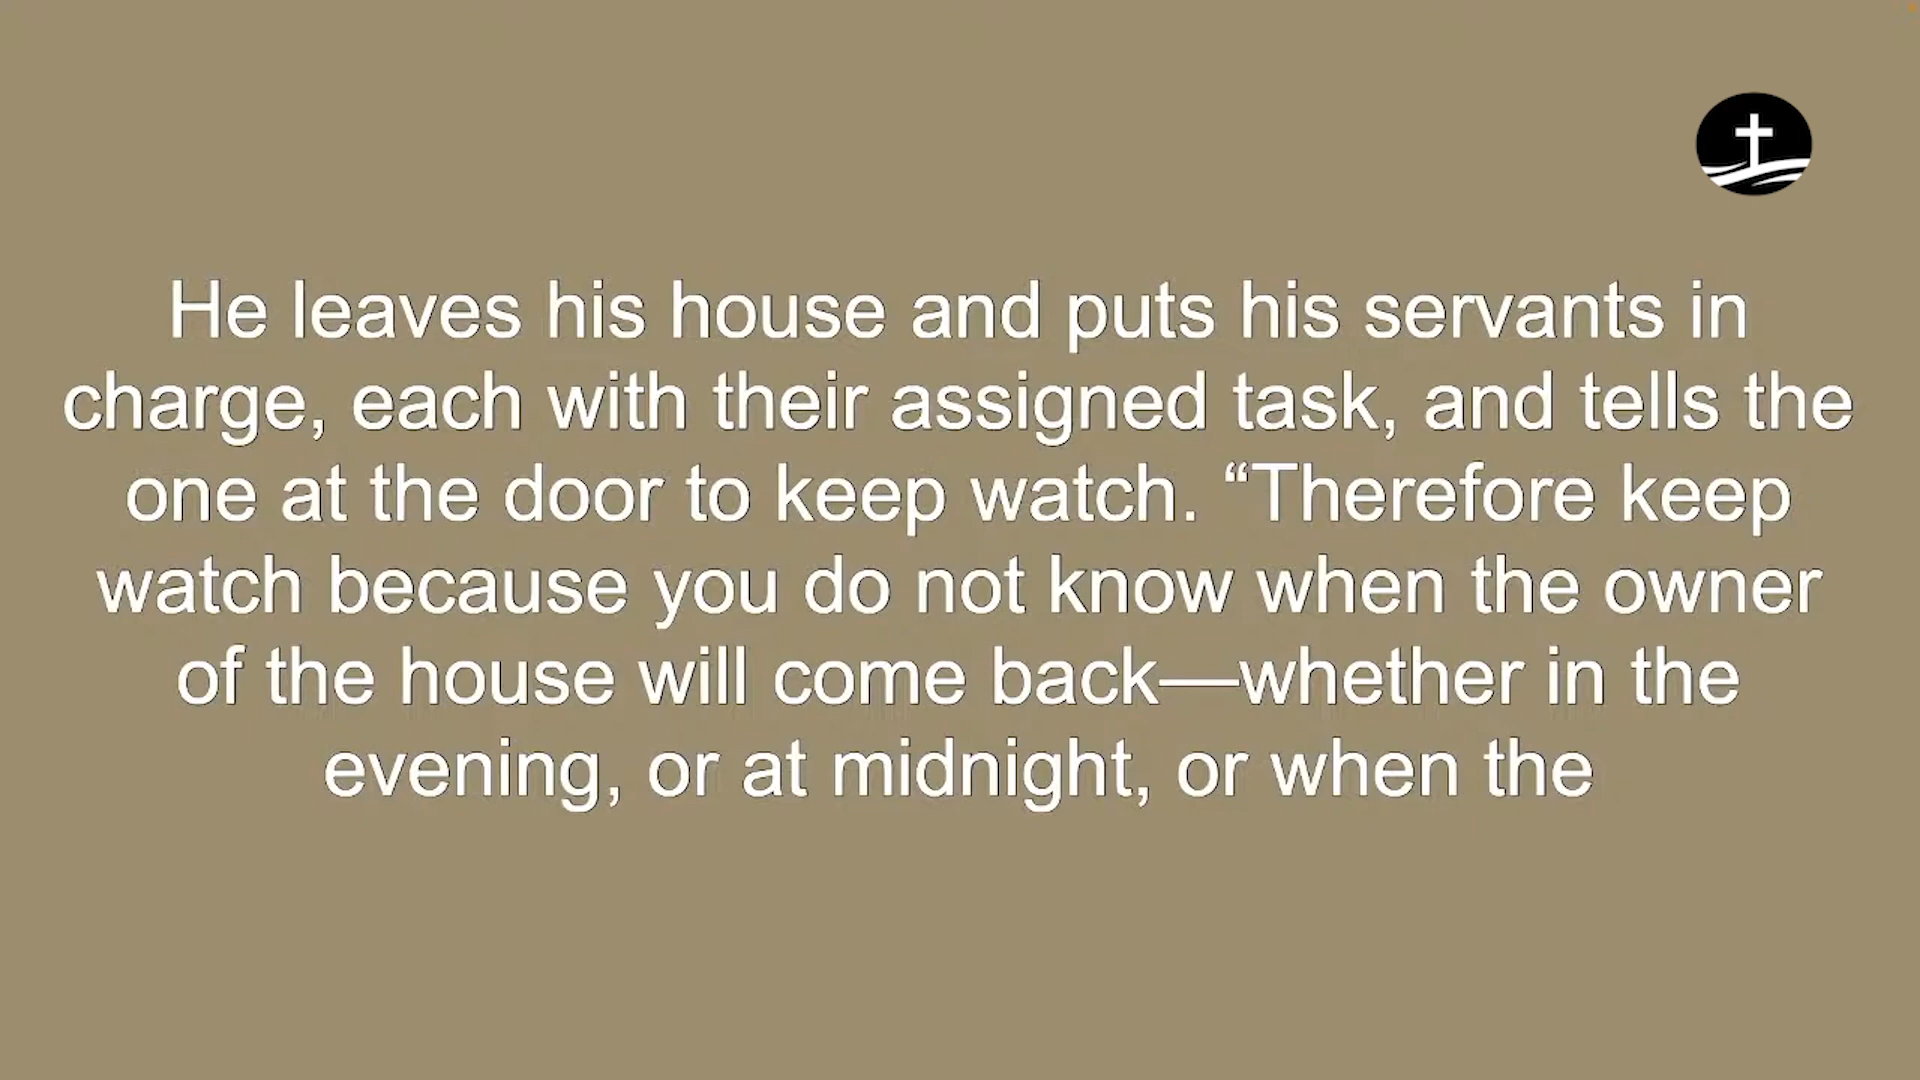 He leaves his house and puts his servants in
charge, each with their assigned task, and tells the
one at the door to keep watch. “Therefore keep
watch because you do not know when the owner
of the house will come back—whether in the
evening, or at midnight, or when the